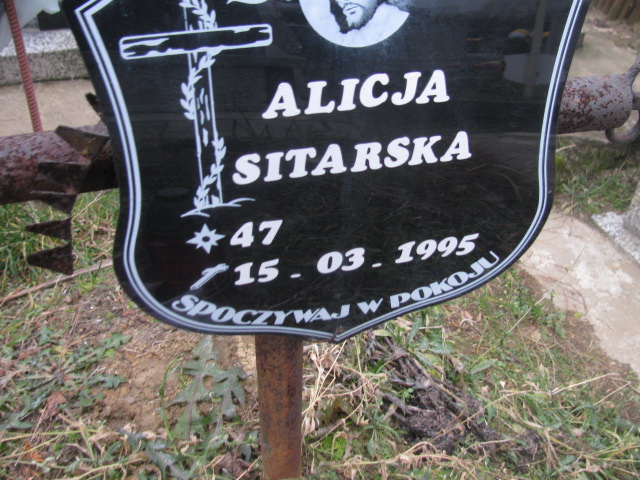 ALICJA
SITARSKA
47
15 - 03 - 1995
SPOCZYWAJ W POKOJU